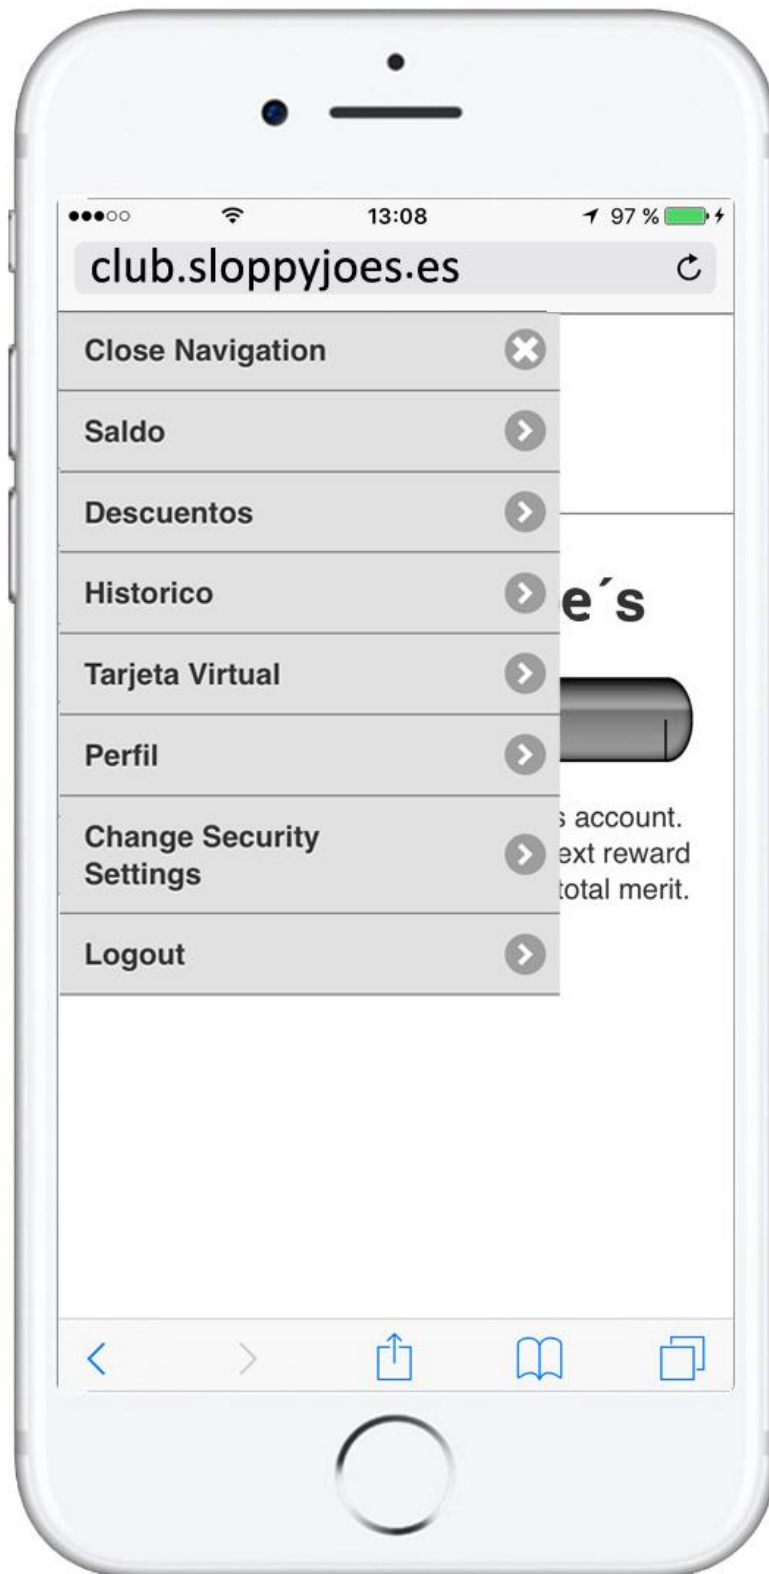 13:08
97 %
club.sloppyjoes.es
Close Navigation
Saldo
Descuentos
Historico
e´s
Tarjeta Virtual
Perfil
account.
Change Security
ext reward
Settings
total merit.
Logout